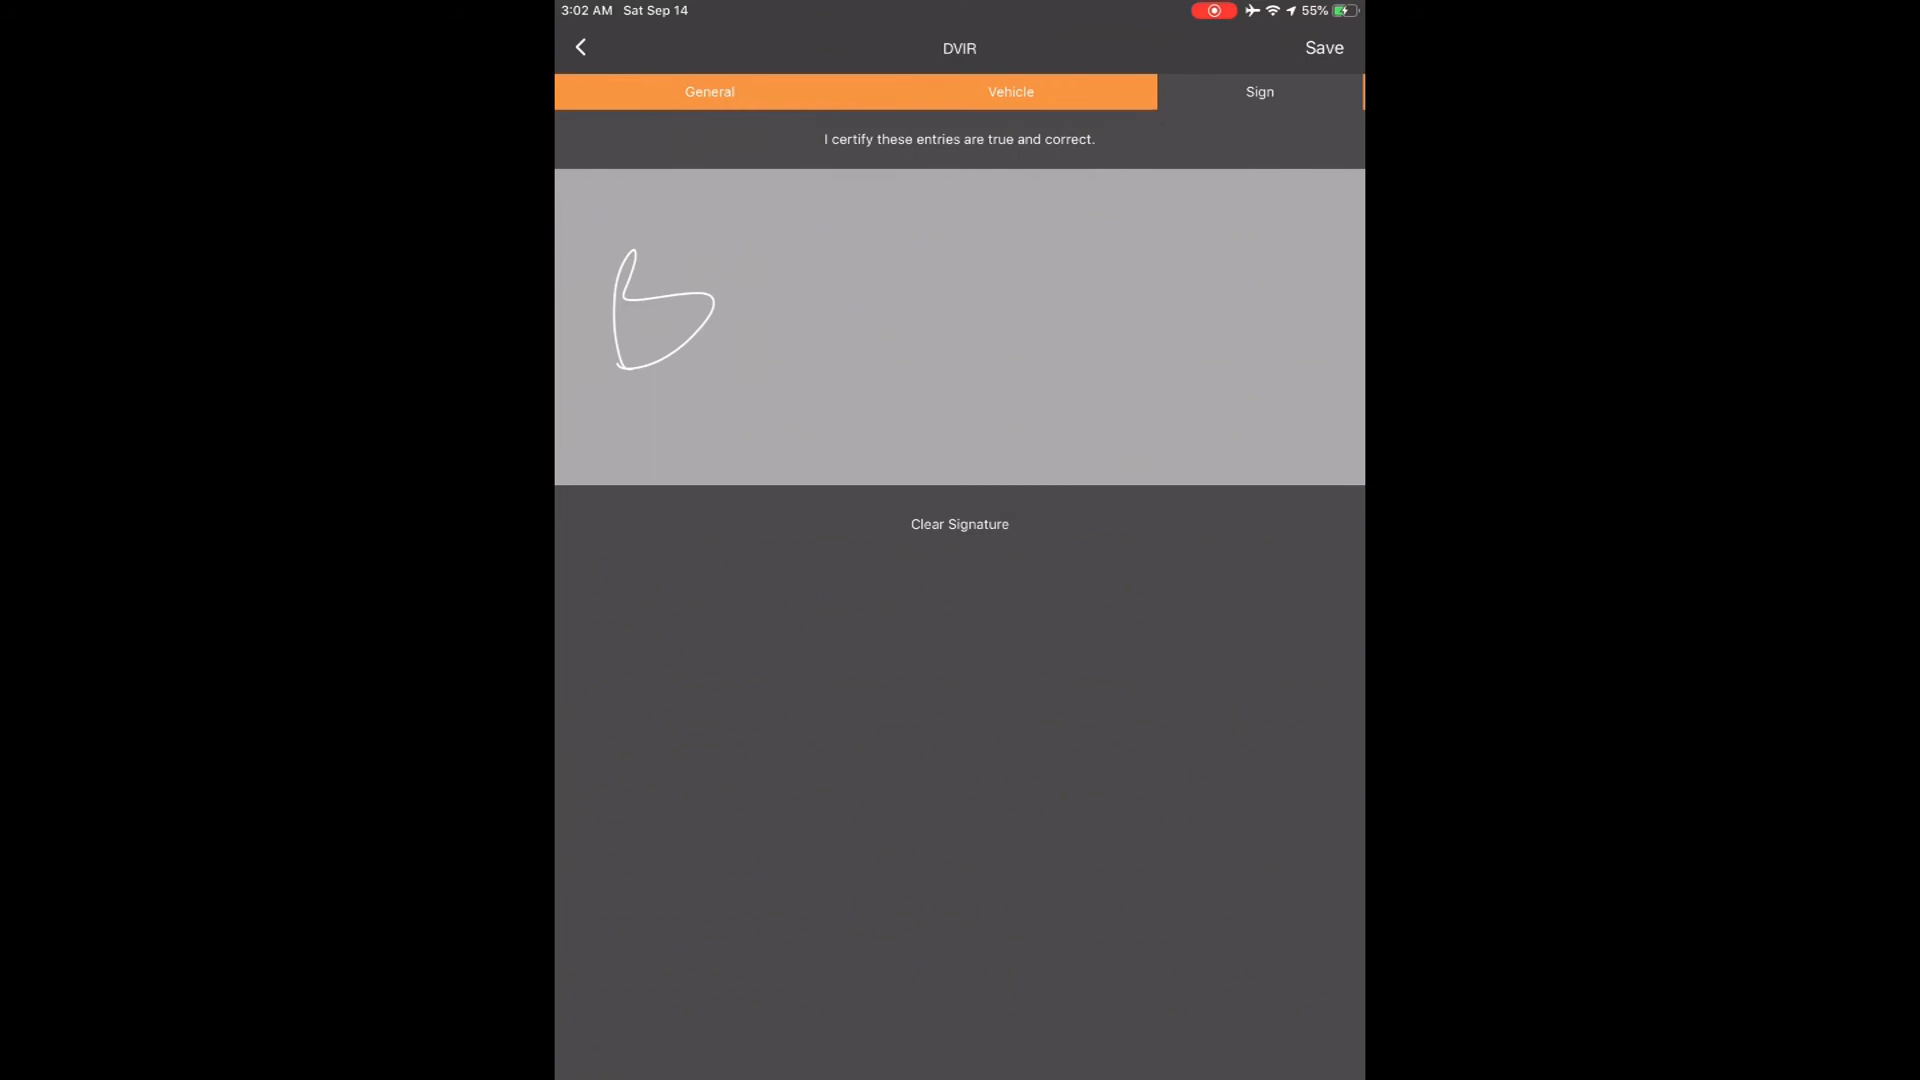 3:02 AM Sat Sep 14 55%
DVIR Save
General Vehicle Sign
I certify these entries are true and correct.
Clear Signature